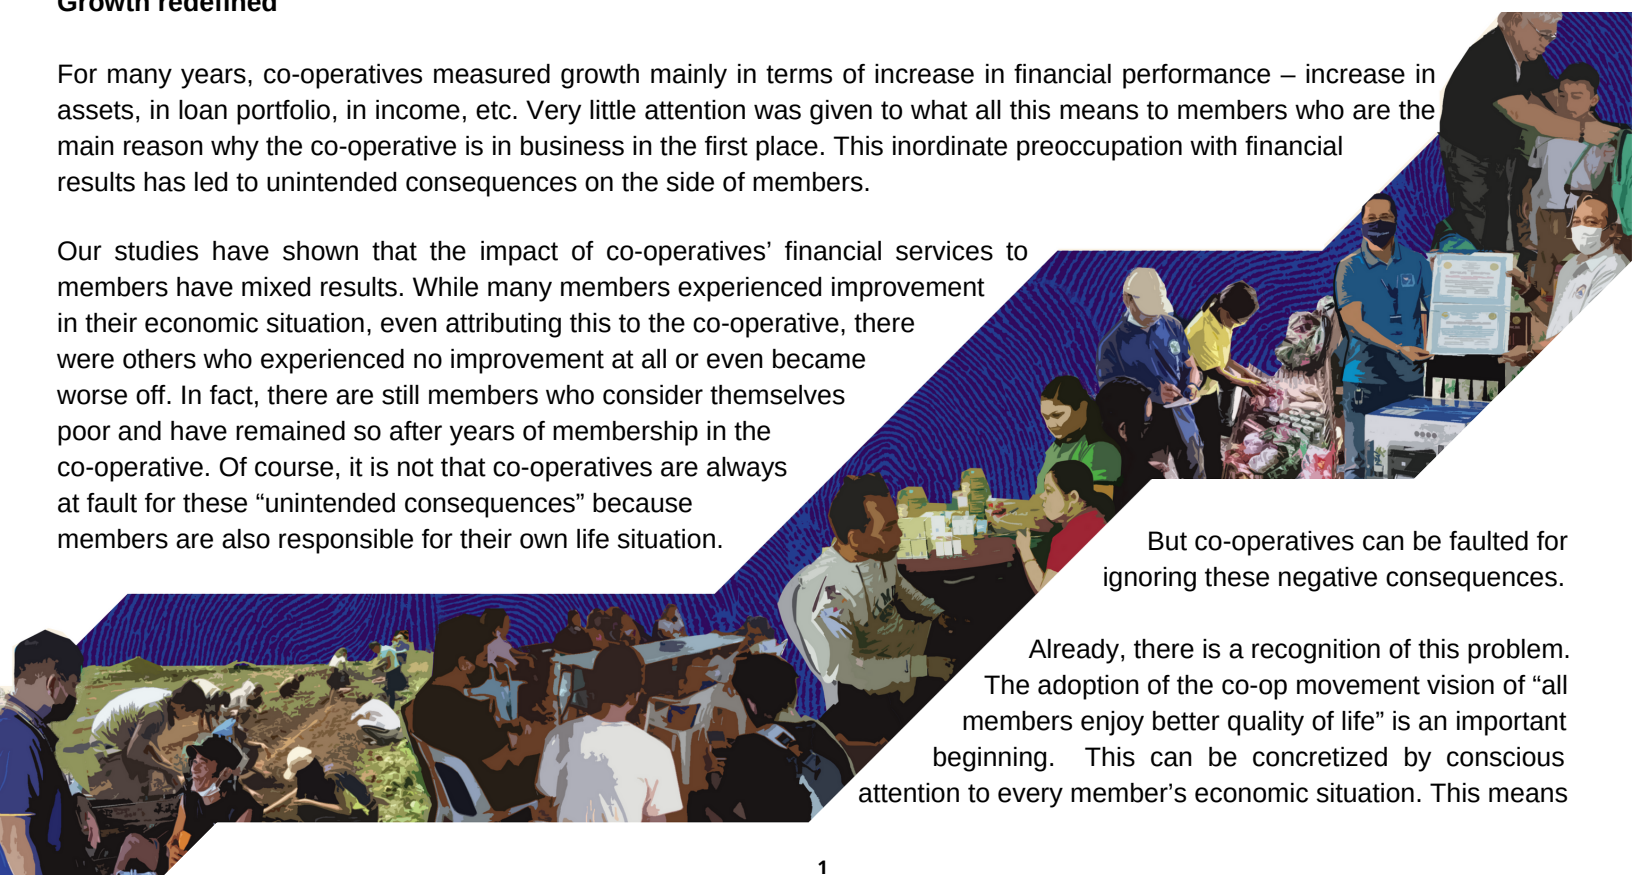 Growth redefined
For many years, co-operatives measured growth mainly in terms of increase in financial performance – increase in
assets, in loan portfolio, in income, etc. Very little attention was given to what all this means to members who are the
main reason why the co-operative is in business in the first place. This inordinate preoccupation with financial
results has led to unintended consequences on the side of members.
Our studies have shown that the impact of co-operatives’ financial services to
members have mixed results. While many members experienced improvement
in their economic situation, even attributing this to the co-operative, there
were others who experienced no improvement at all or even became
worse off. In fact, there are still members who consider themselves
poor and have remained so after years of membership in the
co-operative. Of course, it is not that co-operatives are always
at fault for these “unintended consequences” because
members are also responsible for their own life situation.
But co-operatives can be faulted for
ignoring these negative consequences.
Already, there is a recognition of this problem.
The adoption of the co-op movement vision of “all
members enjoy better quality of life” is an important
beginning. This can be concretized by conscious
attention to every member’s economic situation. This means
1